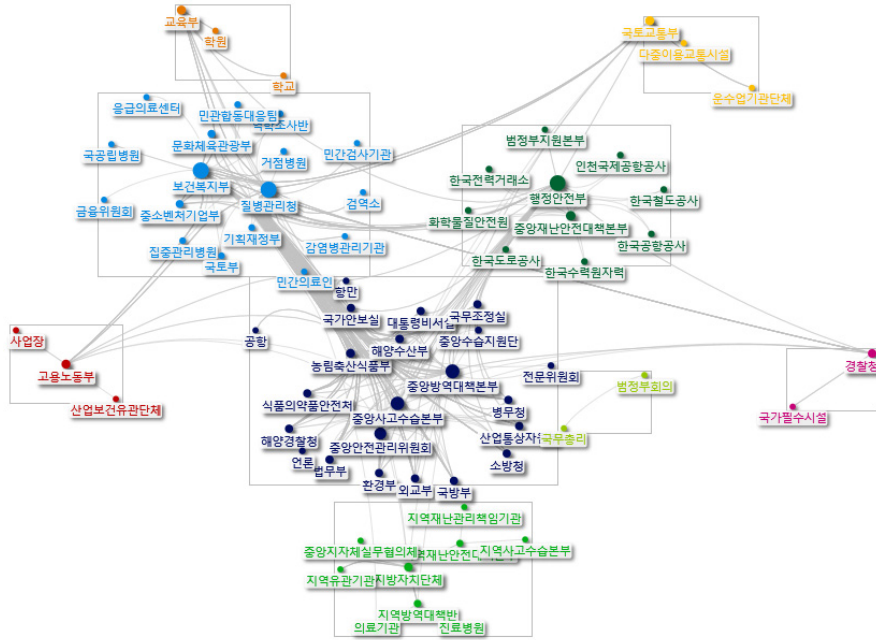 교육부
학원
학교
국토교통부
다중이용교통시설
운수업기관단체
응급의료센터
민관합동대응팀
역학조사반
국공립병원
문화체육관광부
거점병원
민간검사기관
보건복지부
질병관리청
검역소
금융위원회
중소벤처기업부
집중관리병원
기획재정부
감염병관리기관
국토부
민간의료인
범정부지원본부
인천국제공항공사
한국전력거래소
행정안전부
한국철도공사
화학물질안전원
중앙재난안전대책본부
한국공항공사
한국도로공사
한국수력원자력
항만
국가안보실
대통령비서실
국무조정실
공항
해양수산부
중앙수습지원단
농림축산식품부
중앙방역대책본부
전문위원회
식품의약품안전처
중앙사고수습본부
병무청
해양경찰청
중앙안전관리위원회
산업통상자원
언론
법무부
소방청
환경부
외교부
국방부
사업장
고용노동부
산업보건유관단체
범정부회의
국무총리
경찰청
국가필수시설
지역재난관리책임기관
중앙지자체실무협의체
역재난안전대책본부
지역사고수습본부
지역유관기관
지방자치단체
지역방역대책반
의료기관
진료병원